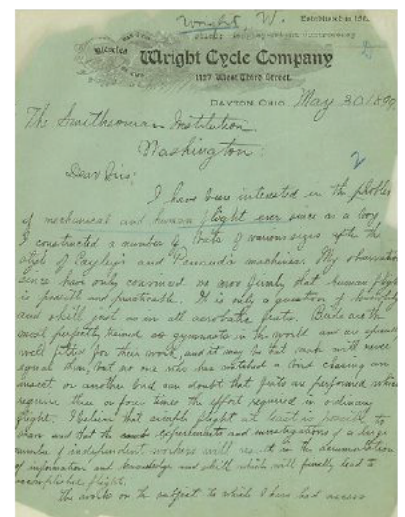 Wright, W.
Established in 189
Wright Cycle Company
1127 West Third Street.
DAYTON, OHIO, May 30, 1899.
The Smithsonian Institution
Washington:
2
Dear Sirs:
I have been interested in the problem
of mechanical and human flight ever since as a boy
I constructed a number of bats of various sizes after the
style of Cayley's and Penaud's machines. My observations
since have only convinced me more firmly that human flight
is possible and practicable. It is only a question of knowledge
and skill just as in all acrobatic feats. Birds are the
most perfectly trained gymnasts in the world and are specially
well fitted for their work, and it may be that man will never
equal them, but no one who has watched a bird chasing an
insect or another bird can doubt that feats are performed which
require three or four times the effort required in ordinary
flight. I believe that simple flight at least is possible to
man and that the experiments and investigations of a large
number of independent workers will result in the accumulation
of information and knowledge and skill which will finally lead to
accomplished flight.
The works on the subject to which I have had access